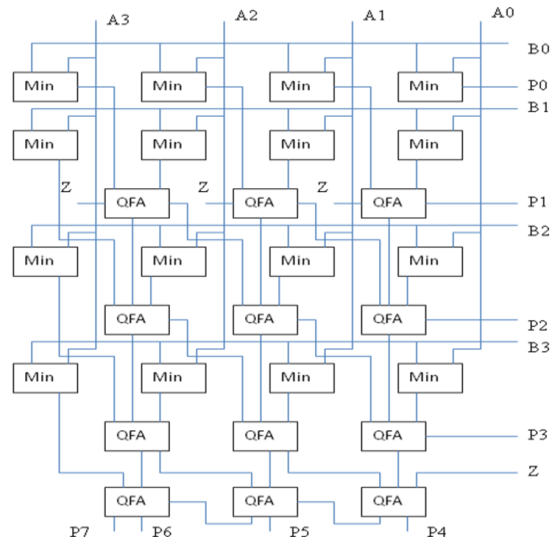 A3 A2 A1 A0
B0
Min Min Min Min P0
B1
Min Min Min Min
Z Z Z
QFA QFA QFA P1
B2
Min Min Min Min
QFA QFA QFA P2
B3
Min Min Min Min
QFA QFA QFA P3
Z
QFA QFA QFA
P7 P6 P5 P4